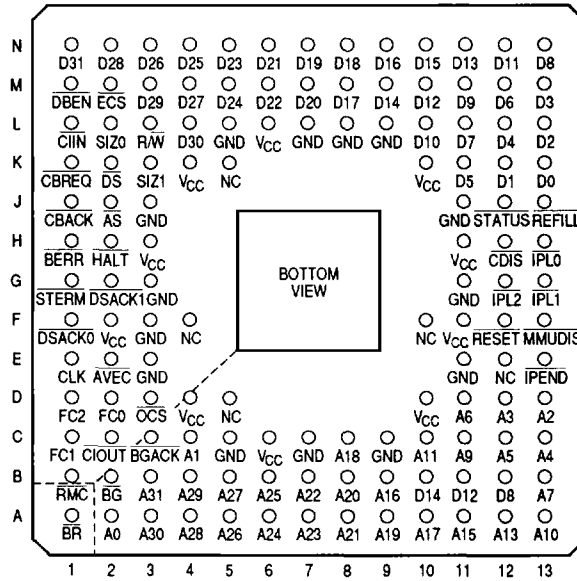 N
D31 D28 D26 D25 D23 D21 D19 D18 D16 D15 D13 D11 D8
M
DBEN ECS D29 D27 D24 D22 D20 D17 D14 D12 D9 D6 D3
L
CIIN SIZ0 R/W D30 GND VCC GND GND GND D10 D7 D4 D2
K
CBREQ DS SIZ1 VCC NC VCC D5 D1 D0
J
CBACK AS GND GND STATUS REFILL
H
BERR HALT VCC VCC CDIS IPL0
BOTTOM
VIEW
G
STERM DSACK1 GND GND IPL2 IPL1
F
DSACK0 VCC GND NC NC VCC RESET MMUDIS
E
CLK AVEC GND GND NC IPEND
D
FC2 FC0 OCS VCC NC VCC A6 A3 A2
C
FC1 CIOUT BGACK A1 GND VCC GND A18 GND A11 A9 A5 A4
B
RMC BG A31 A29 A27 A25 A22 A20 A16 D14 D12 D8 A7
A
BR A0 A30 A28 A26 A24 A23 A21 A19 A17 A15 A13 A10
1 2 3 4 5 6 7 8 9 10 11 12 13